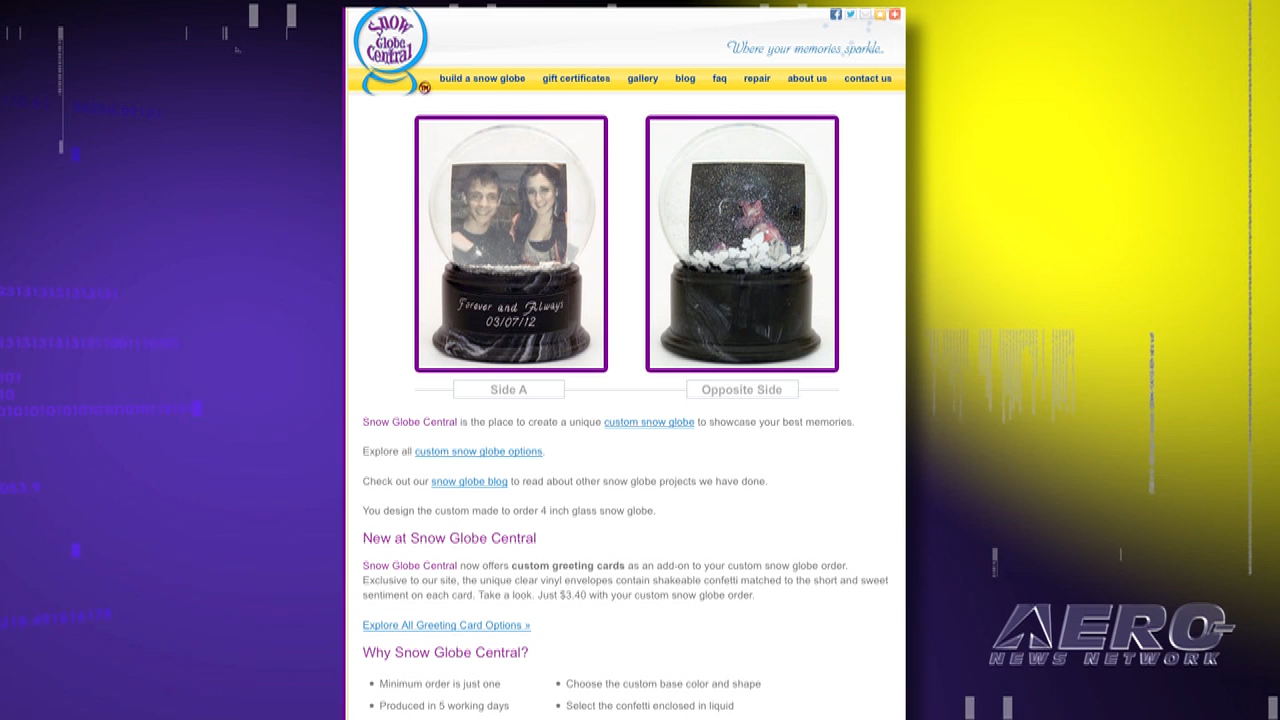 Snow
Globe
Central
TM
Where your memories sparkle..
build a snow globe gift certificates gallery blog faq repair about us contact us
Forever and Always
03/07/12
Side A
Opposite Side
Snow Globe Central is the place to create a unique custom snow globe to showcase your best memories.
Explore all custom snow globe options.
Check out our snow globe blog to read about other snow globe projects we have done.
You design the custom made to order 4 inch glass snow globe.
New at Snow Globe Central
Snow Globe Central now offers custom greeting cards as an add-on to your custom snow globe order.
Exclusive to our site, the unique clear vinyl envelopes contain shakeable confetti matched to the short and sweet
sentiment on each card. Take a look. Just $3.40 with your custom snow globe order.
Explore All Greeting Card Options »
Why Snow Globe Central?
• Minimum order is just one
• Choose the custom base color and shape
• Produced in 5 working days
• Select the confetti enclosed in liquid
AERO-
NEWS NETWORK